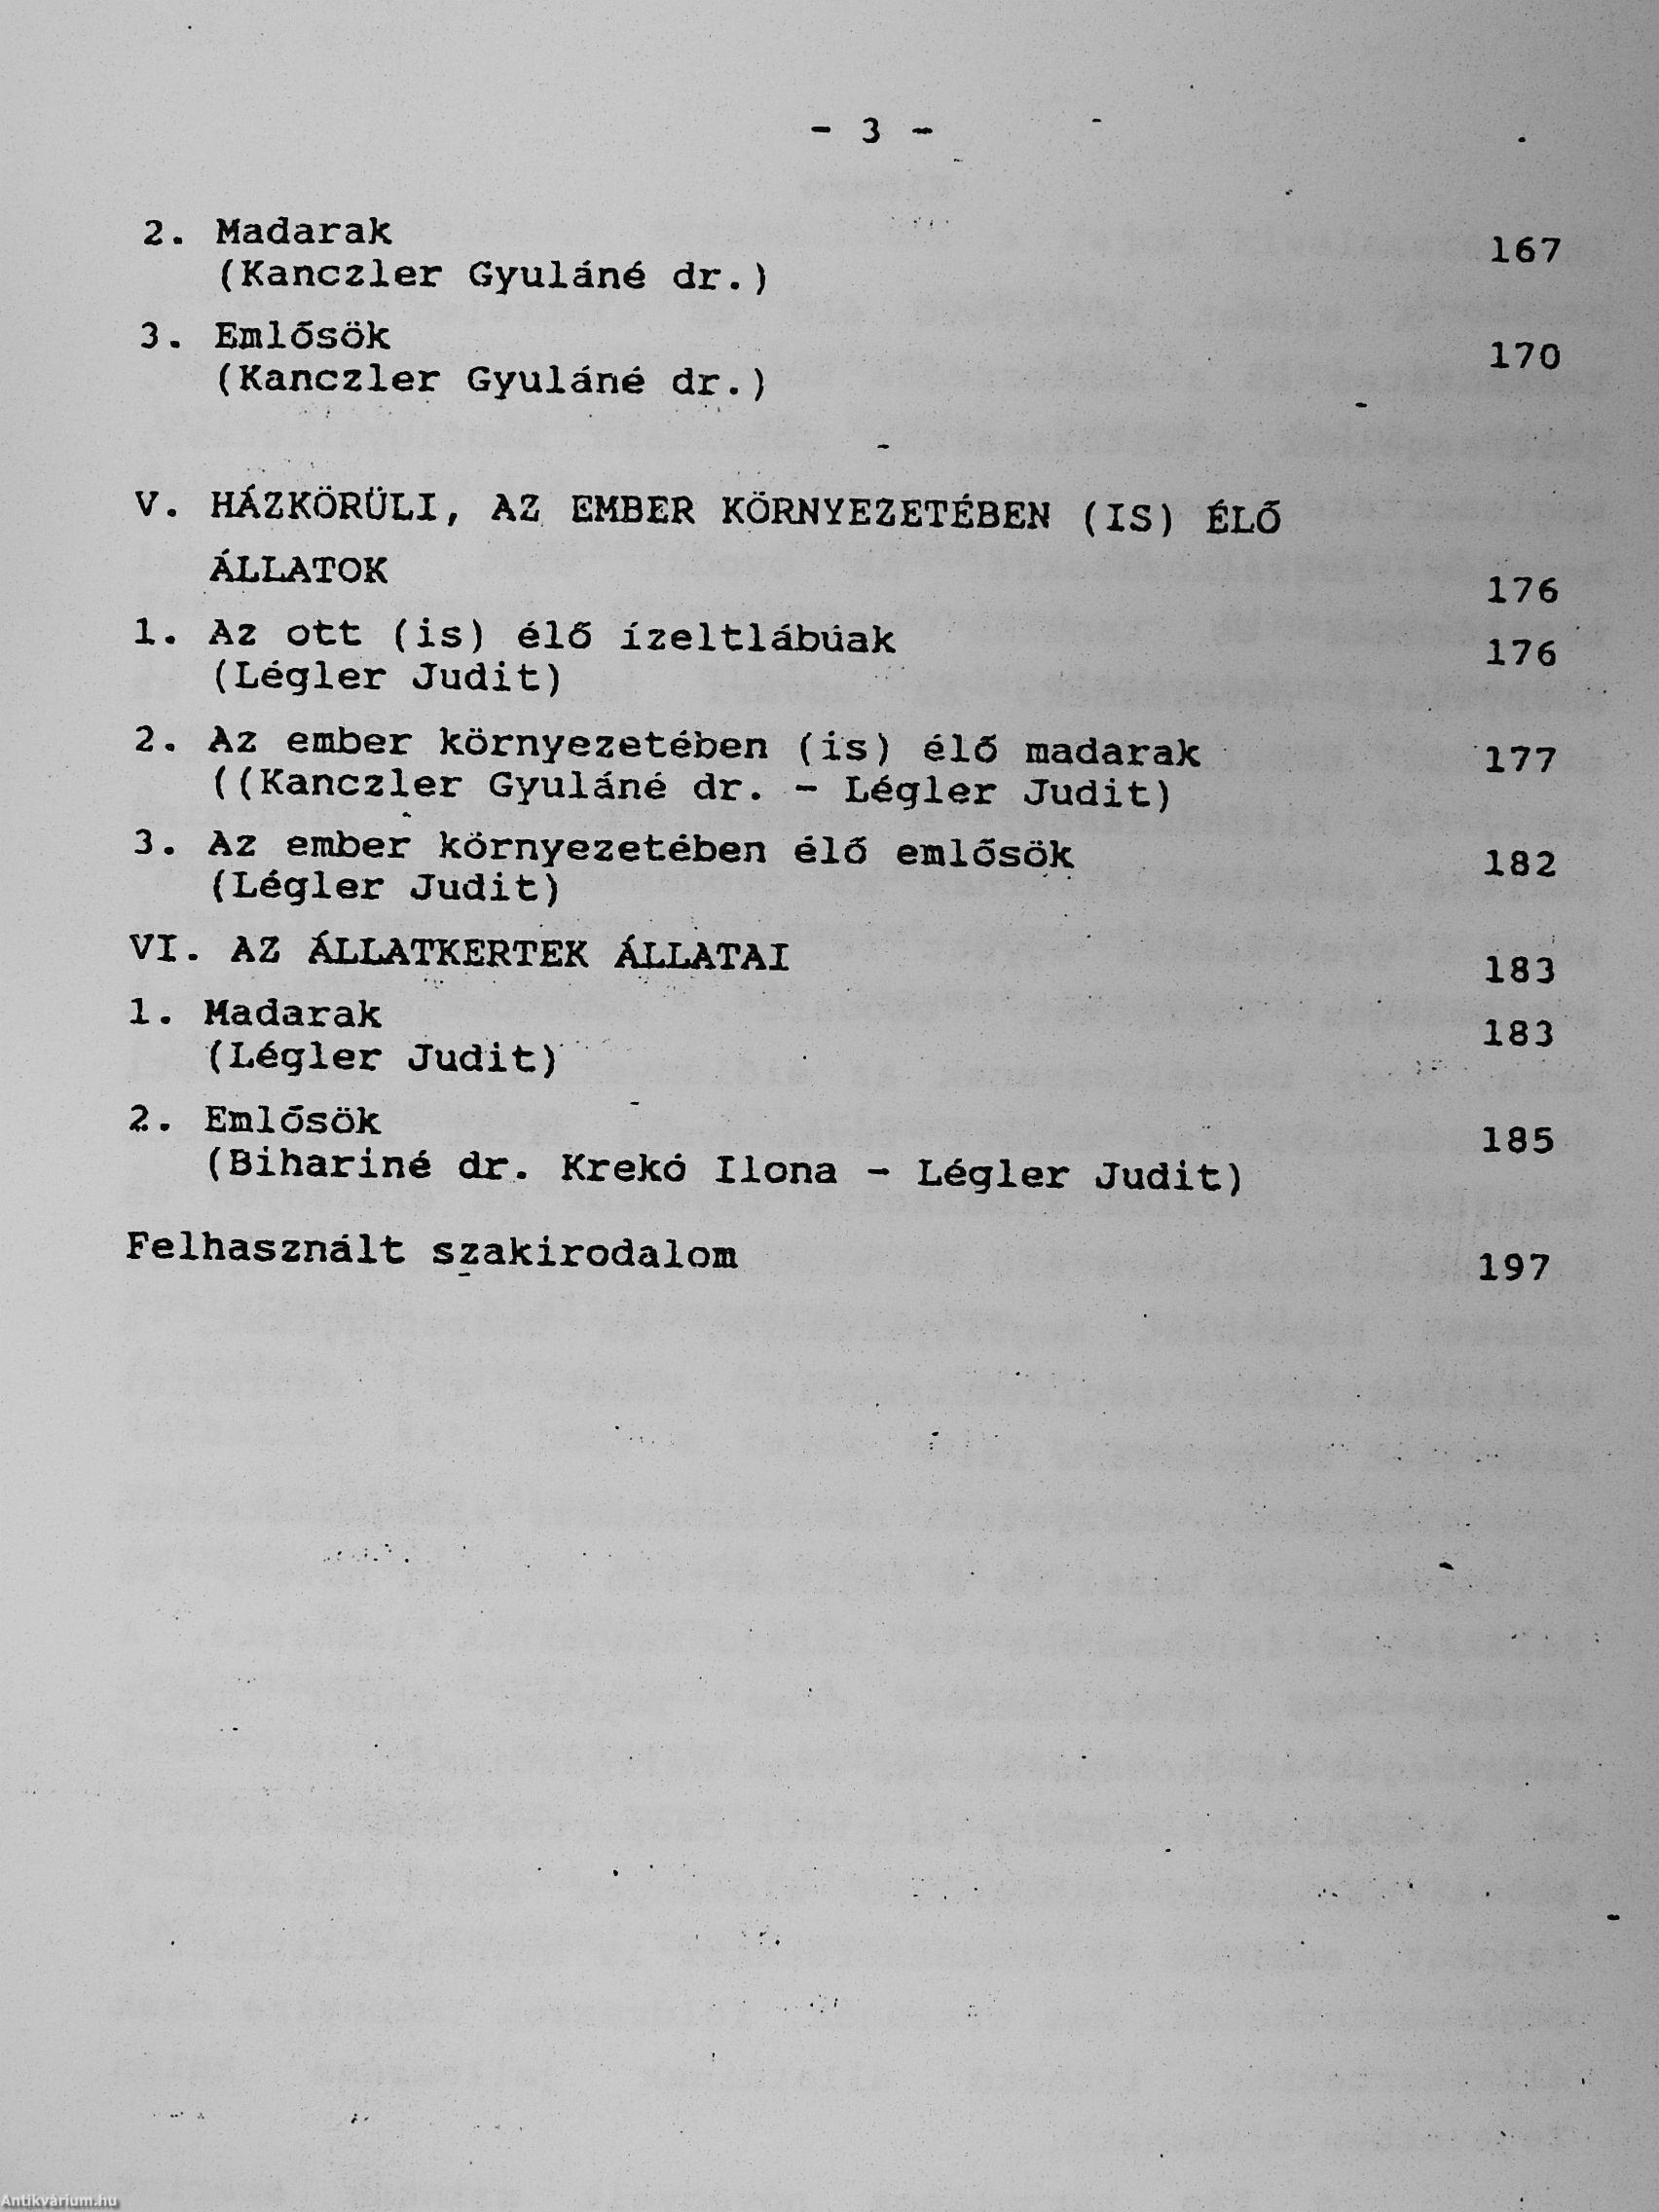 - 3 -
2. Madarak 167
(Kanczler Gyuláné dr.)
3. Emlősök 170
(Kanczler Gyuláné dr.)
V. HÁZKÖRÜLI, AZ EMBER KÖRNYEZETÉBEN (IS) ÉLŐ
ÁLLATOK 176
1. Az ott (is) élő ízeltlábúak 176
(Légler Judit)
2. Az ember környezetében (is) élő madarak 177
((Kanczler Gyuláné dr. - Légler Judit)
3. Az ember környezetében élő emlősök 182
(Légler Judit)
VI. AZ ÁLLATKERTEK ÁLLATAI 183
1. Madarak 183
(Légler Judit)
2. Emlősök 185
(Bihariné dr. Krekó Ilona - Légler Judit)
Felhasznált szakirodalom 197
Antikvárium.hu